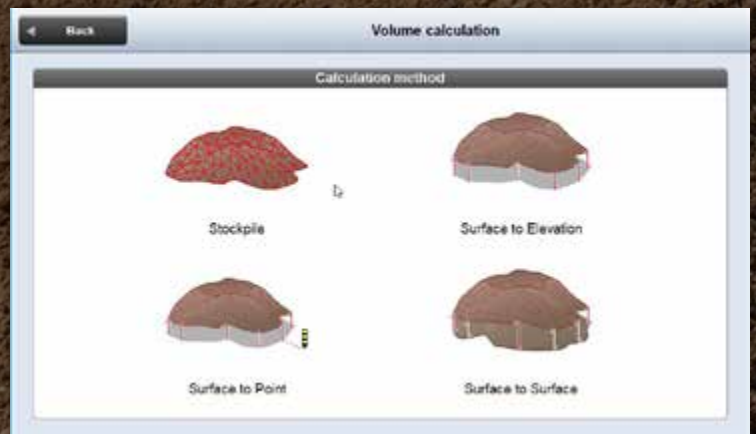 Back
Volume calculation
Calculation method
Stockpile
Surface to Elevation
Surface to Point
Surface to Surface